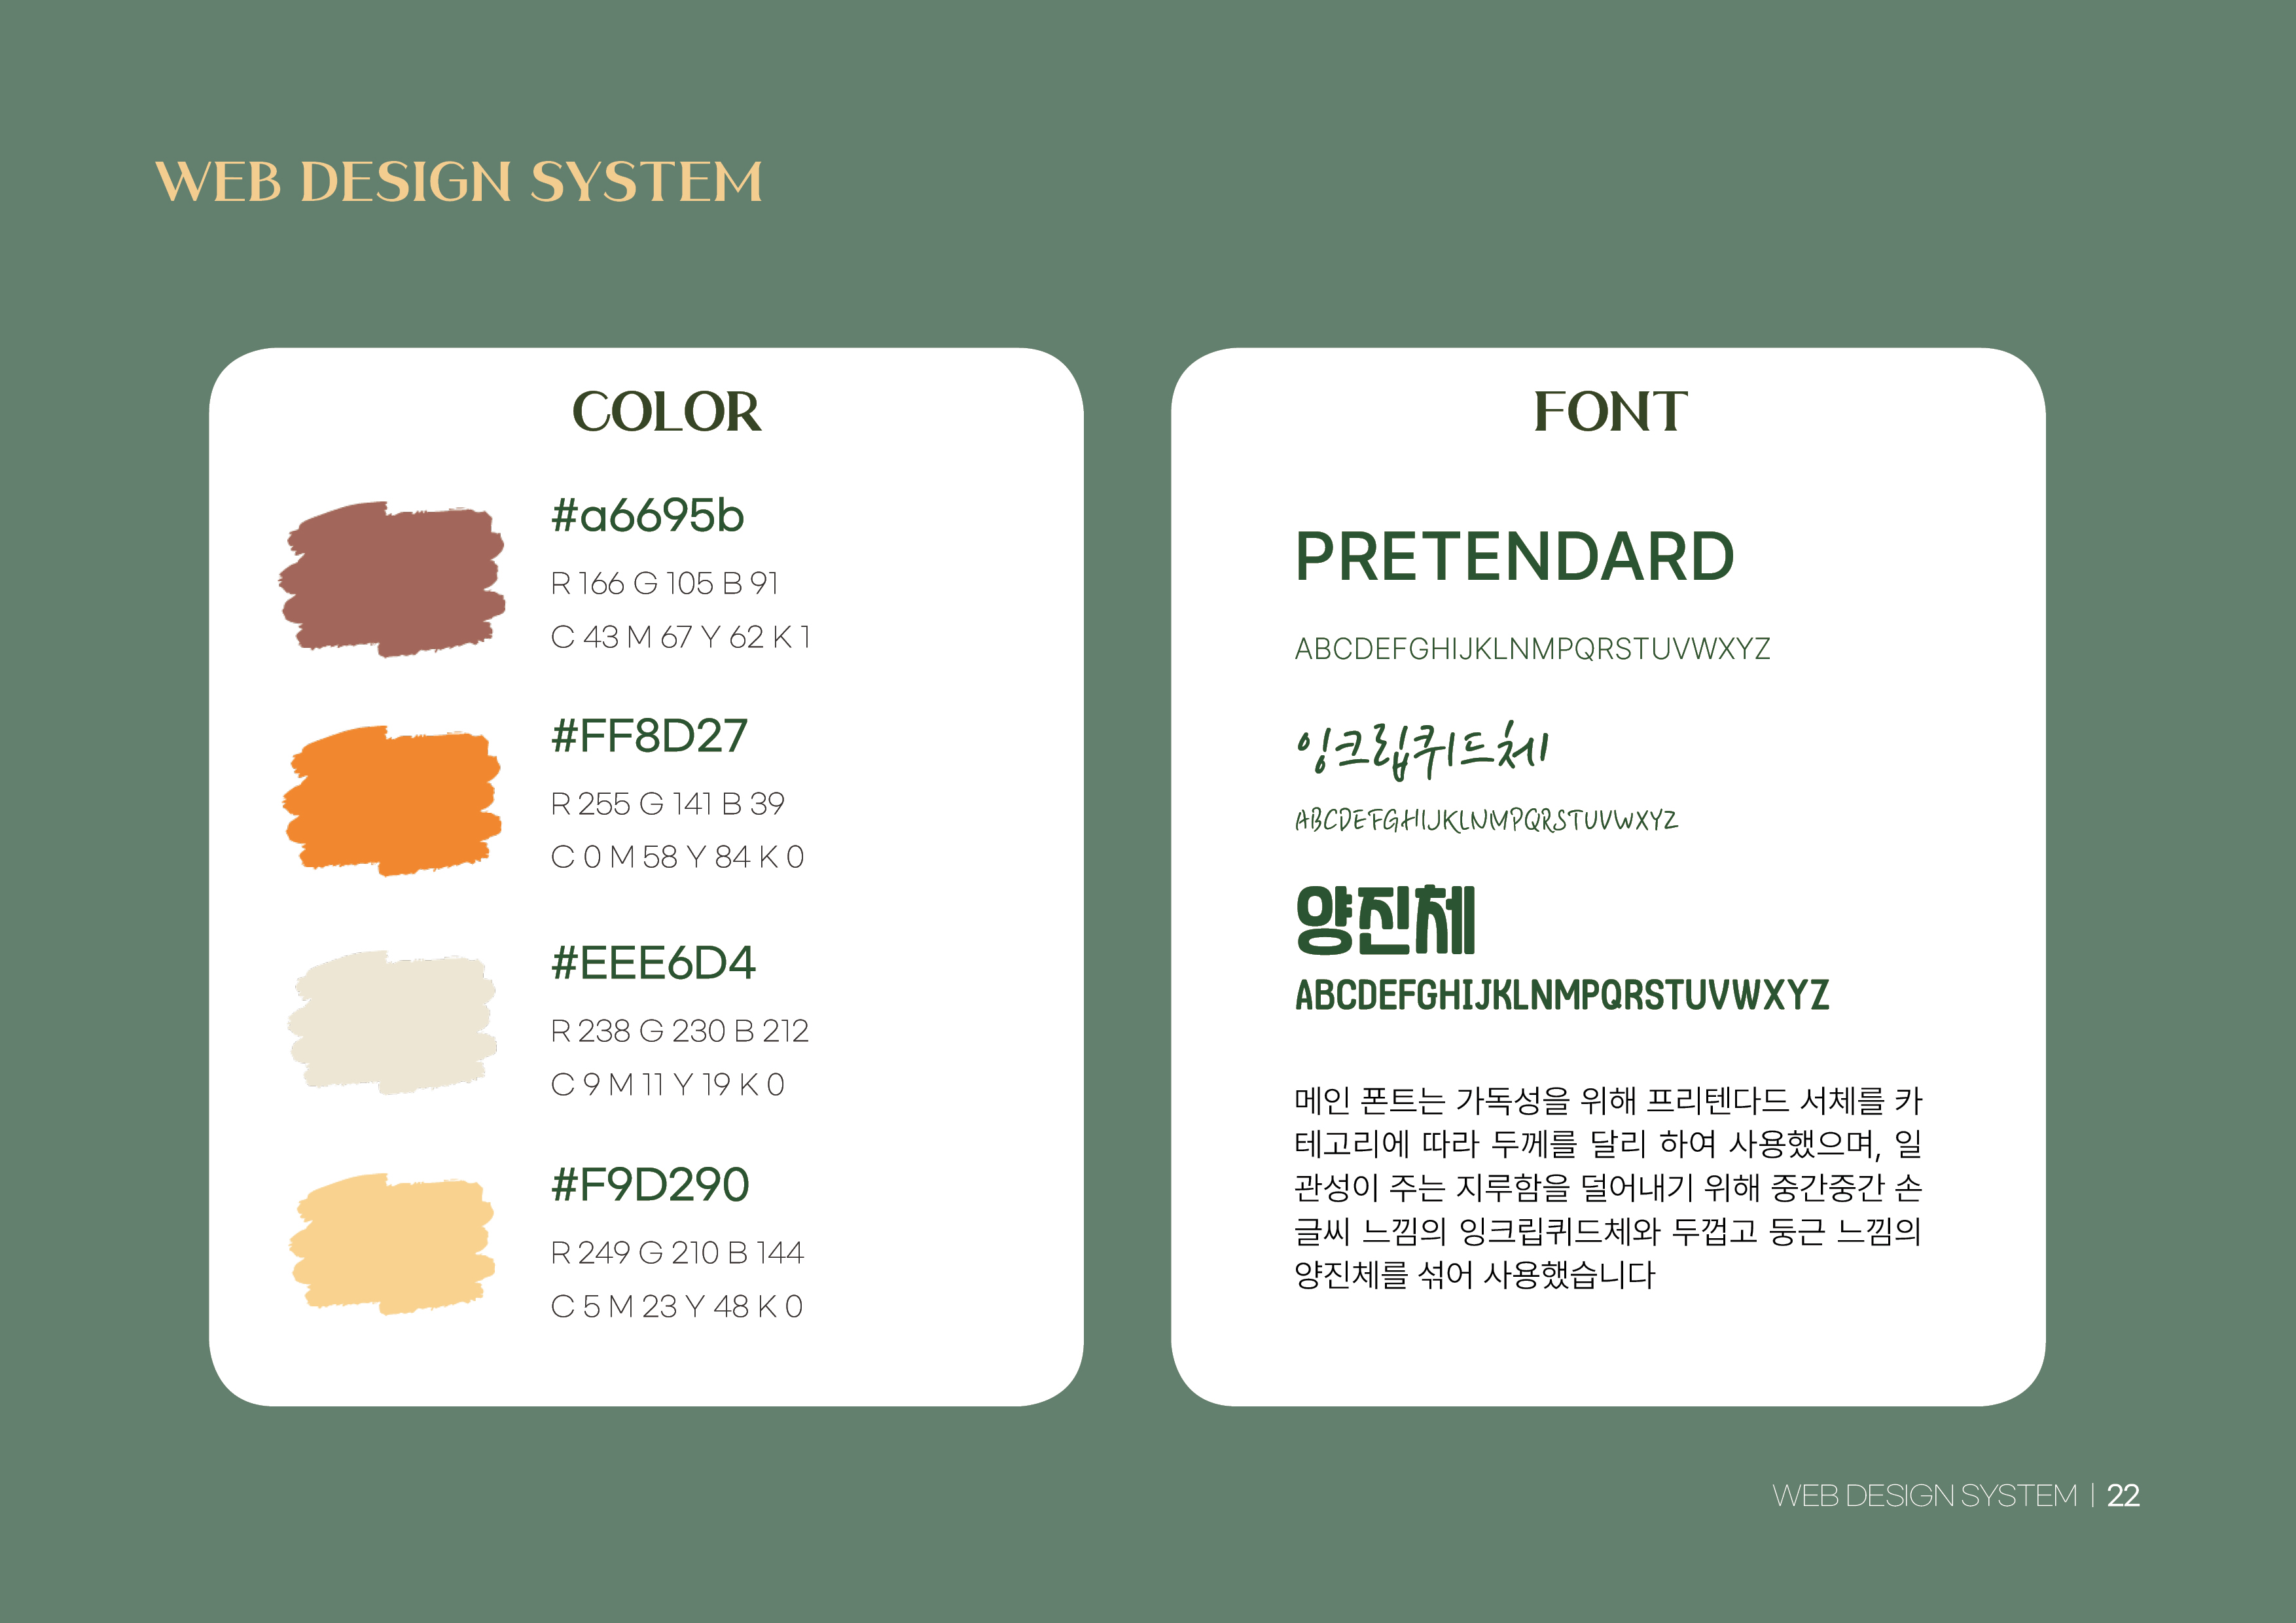 WEB DESIGN SYSTEM
COLOR
#a6695b
R 166 G 105 B 91
C 43 M 67 Y 62 K 1
#FF8D27
R 255 G 141 B 39
C 0 M 58 Y 84 K 0
#EEE6D4
R 238 G 230 B 212
C 9 M 11 Y 19 K 0
#F9D290
R 249 G 210 B 144
C 5 M 23 Y 48 K 0
FONT
PRETENDARD
ABCDEFGHIJKLNMPQRSTUVWXYZ
잉크립퀴드체
ABCDEFGHIJKLNMPQRSTUVWXYZ
양진체
ABCDEFGHIJKLNMPQRSTUVWXYZ
메인 폰트는 가독성을 위해 프리텐다드 서체를 카
테고리에 따라 두께를 달리 하여 사용했으며, 일
관성이 주는 지루함을 덜어내기 위해 중간중간 손
글씨 느낌의 잉크립퀴드체와 두껍고 둥근 느낌의
양진체를 섞어 사용했습니다
WEB DESIGN SYSTEM | 22